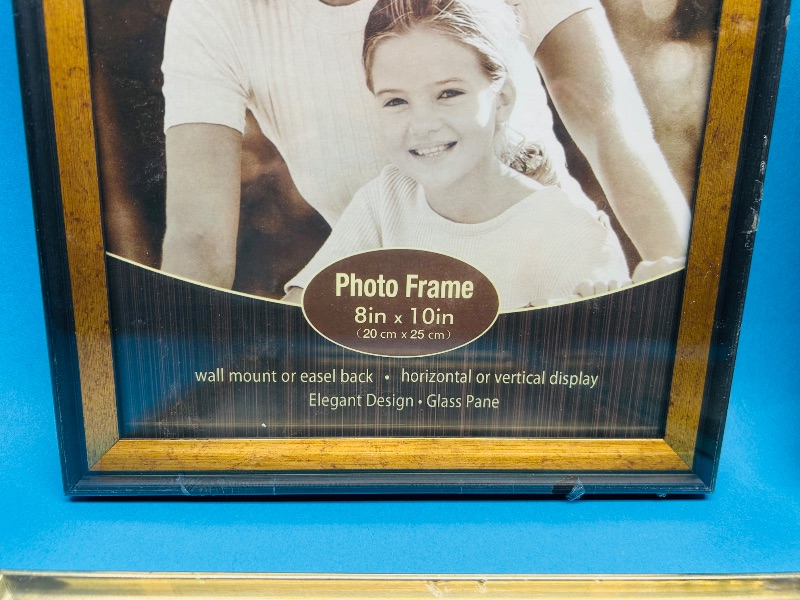 Photo Frame
8in x 10in
(20 cm x 25 cm)
wall mount or easel back • horizontal or vertical display
Elegant Design • Glass Pane